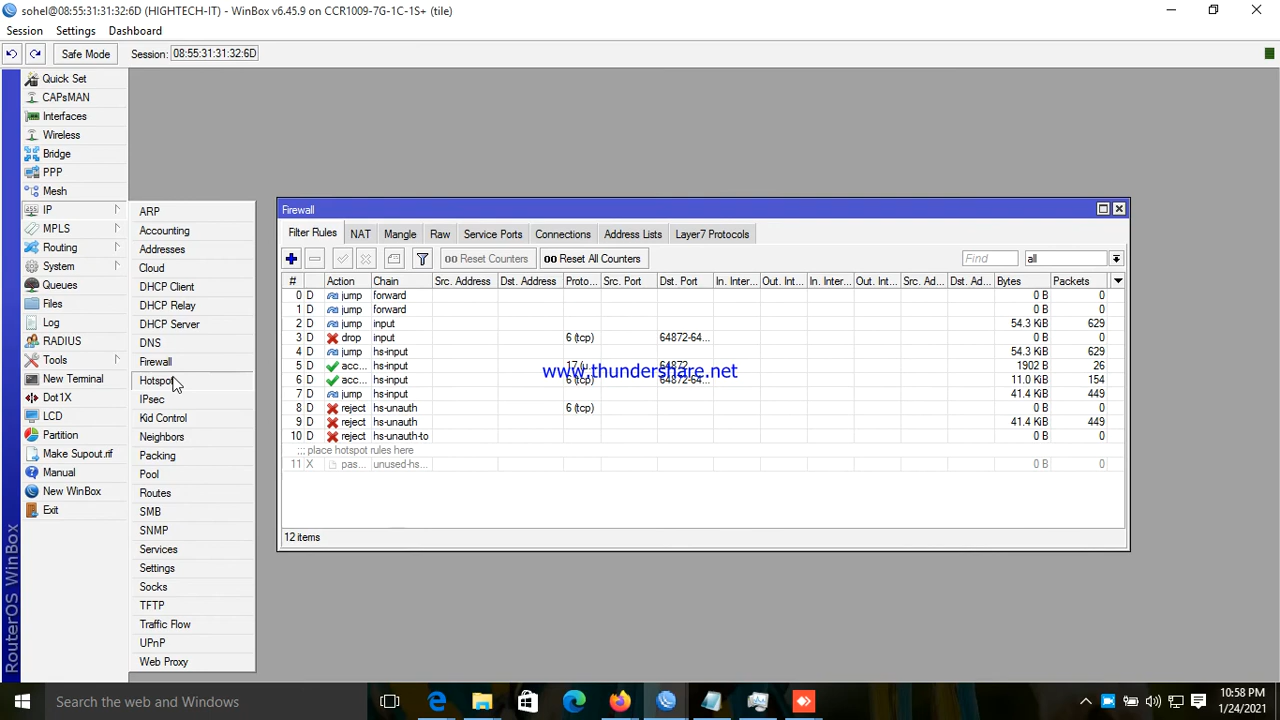 sohel@08:55:31:31:32:6D (HIGHTECH-IT) - WinBox v6.45.9 on CCR1009-7G-1C-1S+ (tile)
Session Settings Dashboard
Safe Mode Session: 08:55:31:31:32:6D
Quick Set
CAPsMAN
Interfaces
Wireless
Bridge
PPP
Mesh
IP
MPLS
Routing
System
Queues
Files
Log
RADIUS
Tools
New Terminal
Dot1X
LCD
Partition
Make Supout.rif
Manual
New WinBox
Exit
RouterOS WinBox
ARP
Accounting
Addresses
Cloud
DHCP Client
DHCP Relay
DHCP Server
DNS
Firewall
Hotspot
IPsec
Kid Control
Neighbors
Packing
Pool
Routes
SMB
SNMP
Services
Settings
Socks
TFTP
Traffic Flow
UPnP
Web Proxy
Firewall
Filter Rules NAT Mangle Raw Service Ports Connections Address Lists Layer7 Protocols
00 Reset Counters 00 Reset All Counters Find all
# Action Chain Src. Address Dst. Address Proto... Src. Port Dst. Port In. Inter... Out. Int... In. Inter... Out. Int... Src. Ad... Dst. Ad... Bytes Packets
0 D jump forward 0 B 0
1 D jump forward 0 B 0
2 D jump input 54.3 KiB 629
3 D drop input 6 (tcp) 64872-64... 0 B 0
4 D jump hs-input 54.3 KiB 629
5 D acc... hs-input 17 (u... 64872 1902 B 26
6 D acc... hs-input 6 (tcp) 64872-64... 11.0 KiB 154
7 D jump hs-input 41.4 KiB 449
8 D reject hs-unauth 6 (tcp) 0 B 0
9 D reject hs-unauth 41.4 KiB 449
10 D reject hs-unauth-to 0 B 0
::: place hotspot rules here
11 X pas... unused-hs... 0 B 0
www.thundershare.net
12 items
Search the web and Windows
10:58 PM
1/24/2021